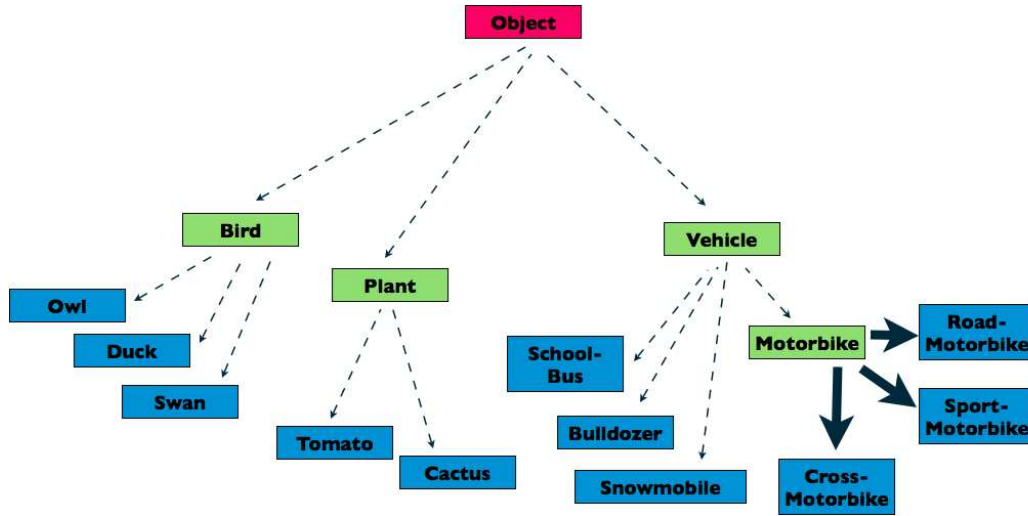 Object
Bird
Vehicle
Plant
Owl
Duck
Swan
Tomato
Cactus
School-
Bus
Bulldozer
Snowmobile
Motorbike
Road-
Motorbike
Sport-
Motorbike
Cross-
Motorbike